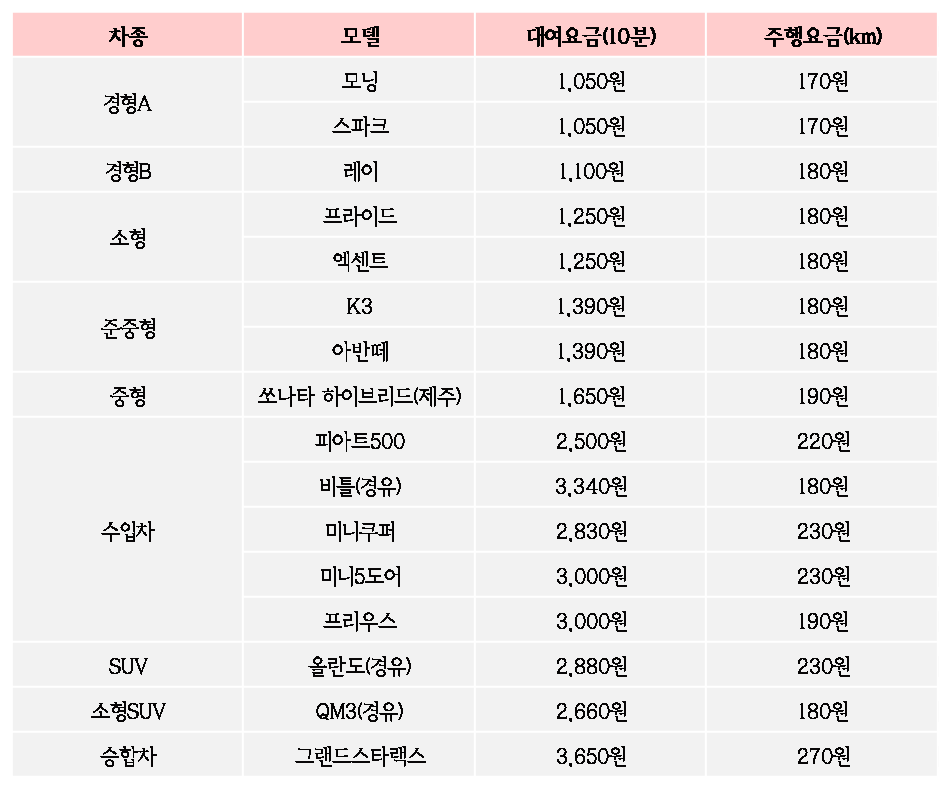 차종 모델 대여요금(10분) 주행요금(km)
경형A 모닝 1,050원 170원
스파크 1,050원 170원
경형B 레이 1,100원 180원
소형 프라이드 1,250원 180원
엑센트 1,250원 180원
준중형 K3 1,390원 180원
아반떼 1,390원 180원
중형 쏘나타 하이브리드(제주) 1,650원 190원
수입차 피아트500 2,500원 220원
비틀(경유) 3,340원 180원
미니쿠퍼 2,830원 230원
미니5도어 3,000원 230원
프리우스 3,000원 190원
SUV 올란도(경유) 2,880원 230원
소형SUV QM3(경유) 2,660원 180원
승합차 그랜드스타랙스 3,650원 270원